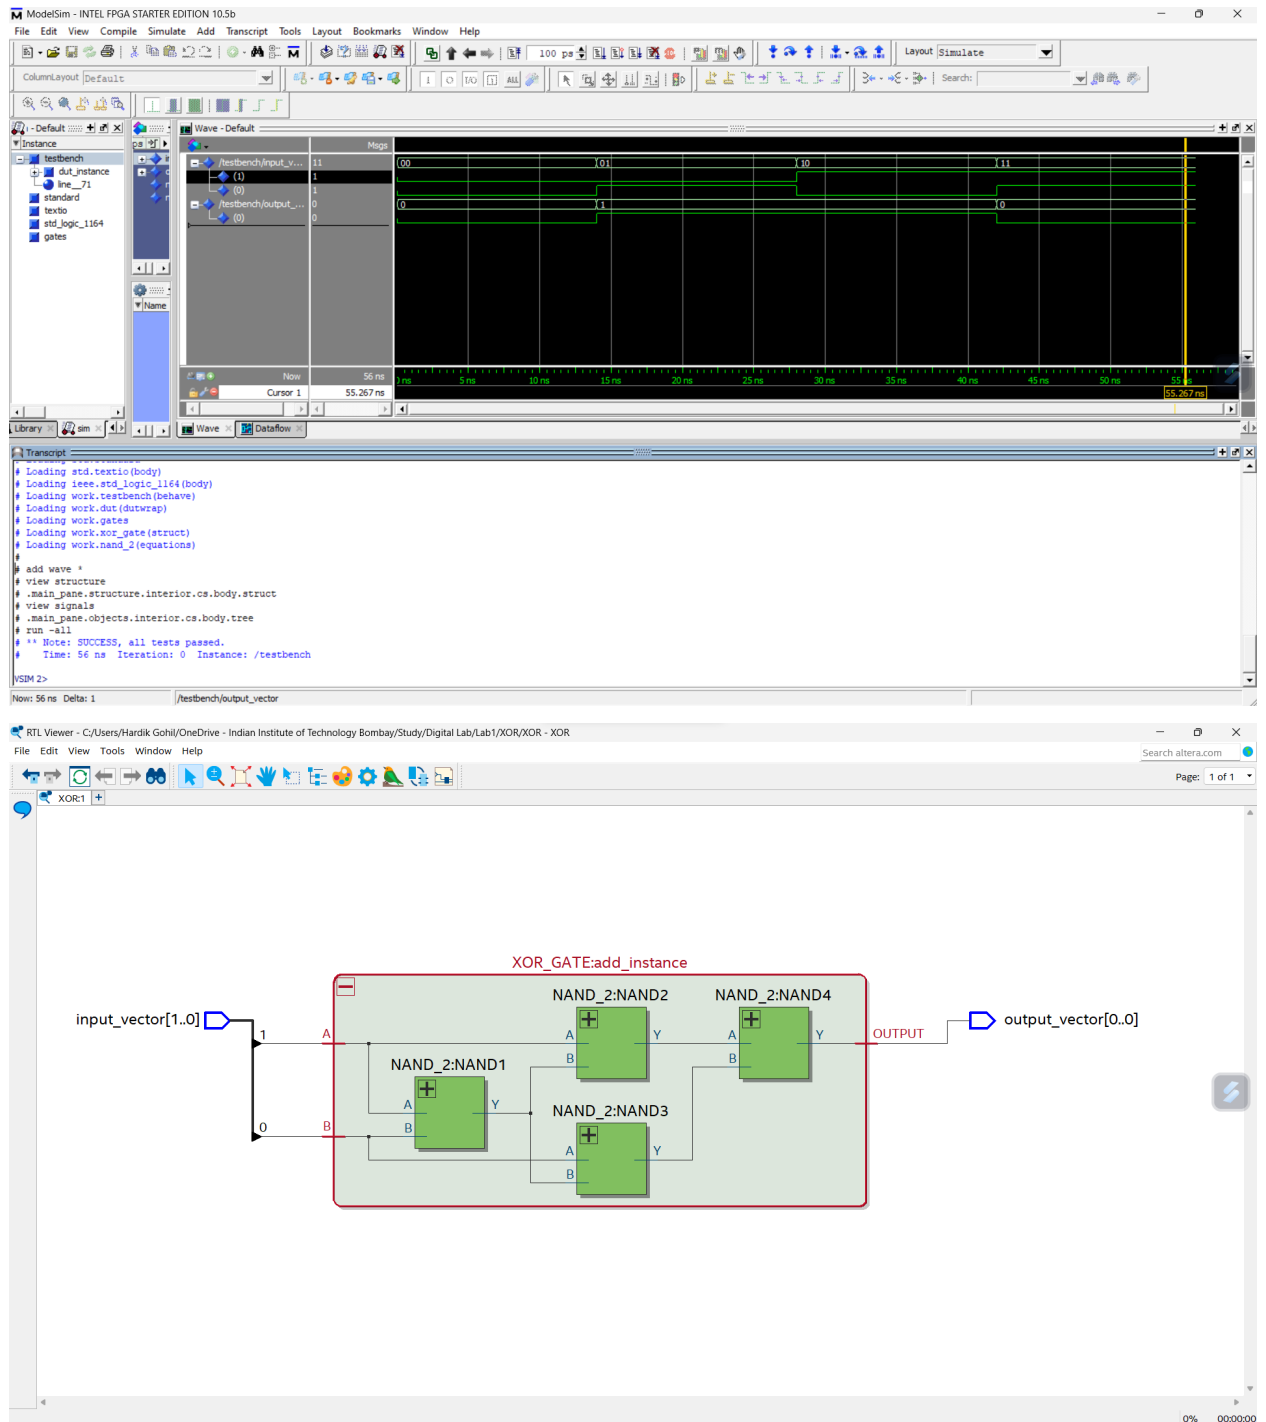 ModelSim - INTEL FPGA STARTER EDITION 10.5b
File Edit View Compile Simulate Add Transcript Tools Layout Bookmarks Window Help
100 ps
Layout Simulate
ColumnLayout Default
ALL
Search:
- Default
Wave - Default
Instance
Msgs
testbench
dut_instance
line__71
standard
textio
std_logic_1164
gates
/testbench/input_v... 11 00 01 10 11
(1) 1
(0) 1
/testbench/output_... 0 0 1 0
(0) 0
Name
Now 56 ns
5 ns 10 ns 15 ns 20 ns 25 ns 30 ns 35 ns 40 ns 45 ns 50 ns
Cursor 1 55.267 ns
55.267 ns
Library sim Wave Dataflow
Transcript
# Loading std.textio(body)
# Loading ieee.std_logic_1164(body)
# Loading work.testbench(behave)
# Loading work.dut(dutwrap)
# Loading work.gates
# Loading work.xor_gate(struct)
# Loading work.nand_2(equations)
#
# add wave *
# view structure
# .main_pane.structure.interior.cs.body.struct
# view signals
# .main_pane.objects.interior.cs.body.tree
# run -all
# ** Note: SUCCESS, all tests passed.
#    Time: 56 ns  Iteration: 0  Instance: /testbench
VSIM 2>
Now: 56 ns Delta: 1 /testbench/output_vector
RTL Viewer - C:/Users/Hardik Gohil/OneDrive - Indian Institute of Technology Bombay/Study/Digital Lab/Lab1/XOR/XOR - XOR
File Edit View Tools Window Help
Search altera.com
Page: 1 of 1
XOR:1
XOR_GATE:add_instance
NAND_2:NAND2 NAND_2:NAND4
input_vector[1..0] output_vector[0..0]
1 A A Y A Y OUTPUT
B B
NAND_2:NAND1
A Y
NAND_2:NAND3
0 B B
A Y
B
0% 00:00:00